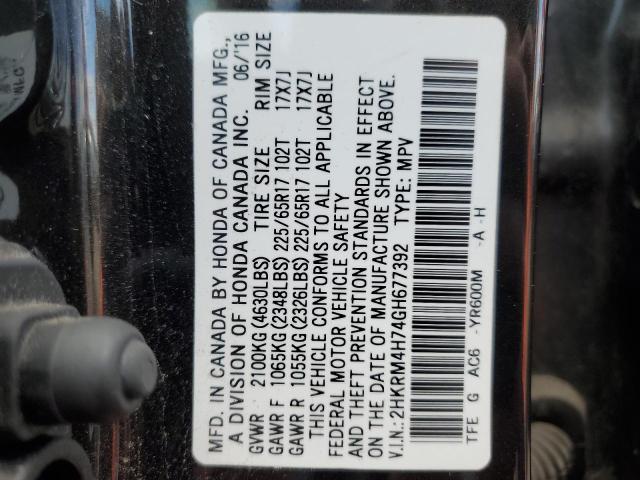 MFD. IN CANADA BY HONDA OF CANADA MFG.,
A DIVISION OF HONDA CANADA INC. 06/16
GVWR 2100KG(4630LBS) TIRE SIZE RIM SIZE
GAWR F 1065KG(2348LBS) 225/65R17 102T 17X7J
GAWR R 1055KG(2326LBS) 225/65R17 102T 17X7J
THIS VEHICLE CONFORMS TO ALL APPLICABLE
FEDERAL MOTOR VEHICLE SAFETY
AND THEFT PREVENTION STANDARDS IN EFFECT
ON THE DATE OF MANUFACTURE SHOWN ABOVE.
V.I.N.:2HKRM4H74GH677392 TYPE: MPV
TFE G AC6 -YR600M -A -H